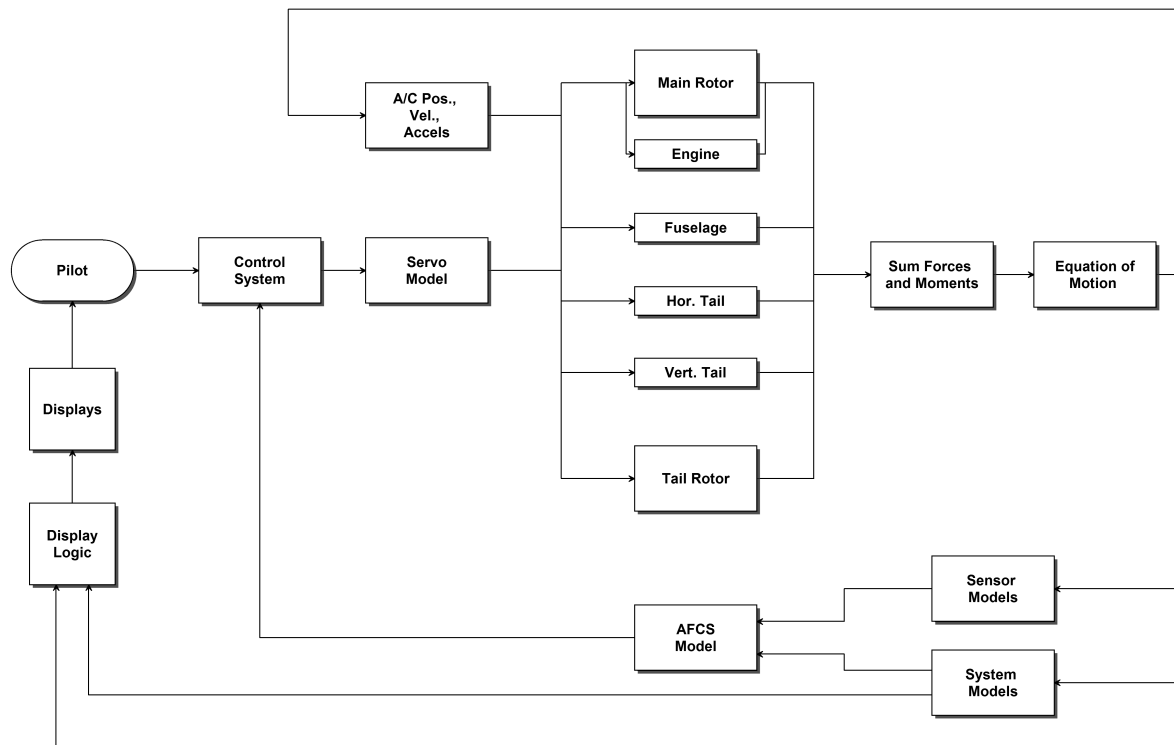 Main Rotor
A/C Pos.,
Vel.,
Accels
Engine
Fuselage
Pilot
Control
System
Servo
Model
Sum Forces
and Moments
Equation of
Motion
Hor. Tail
Vert. Tail
Displays
Tail Rotor
Display
Logic
Sensor
Models
AFCS
Model
System
Models